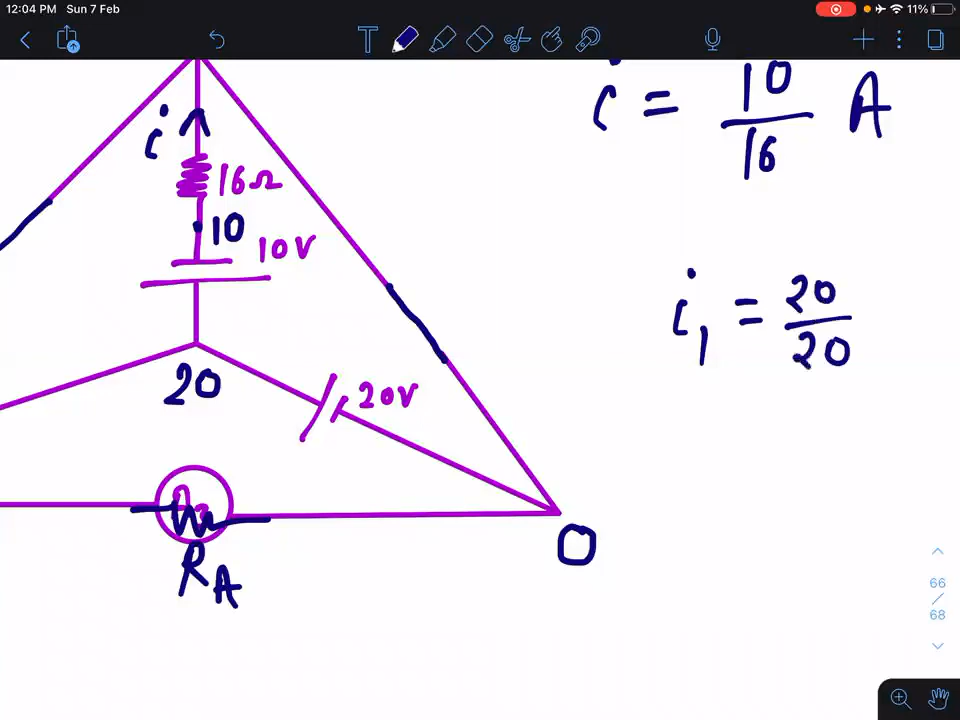 12:04 PM Sun 7 Feb
11%
T
i = 10/16 A
i
16Ω
10
10V
i₁ = 20/20
20
20V
R_A
0
66
/
68